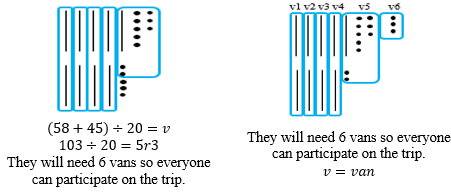 (58 + 45) ÷ 20 = v
103 ÷ 20 = 5r3
They will need 6 vans so everyone
can participate on the trip.
v1 v2 v3 v4 v5 v6
They will need 6 vans so everyone
can participate on the trip.
v = van